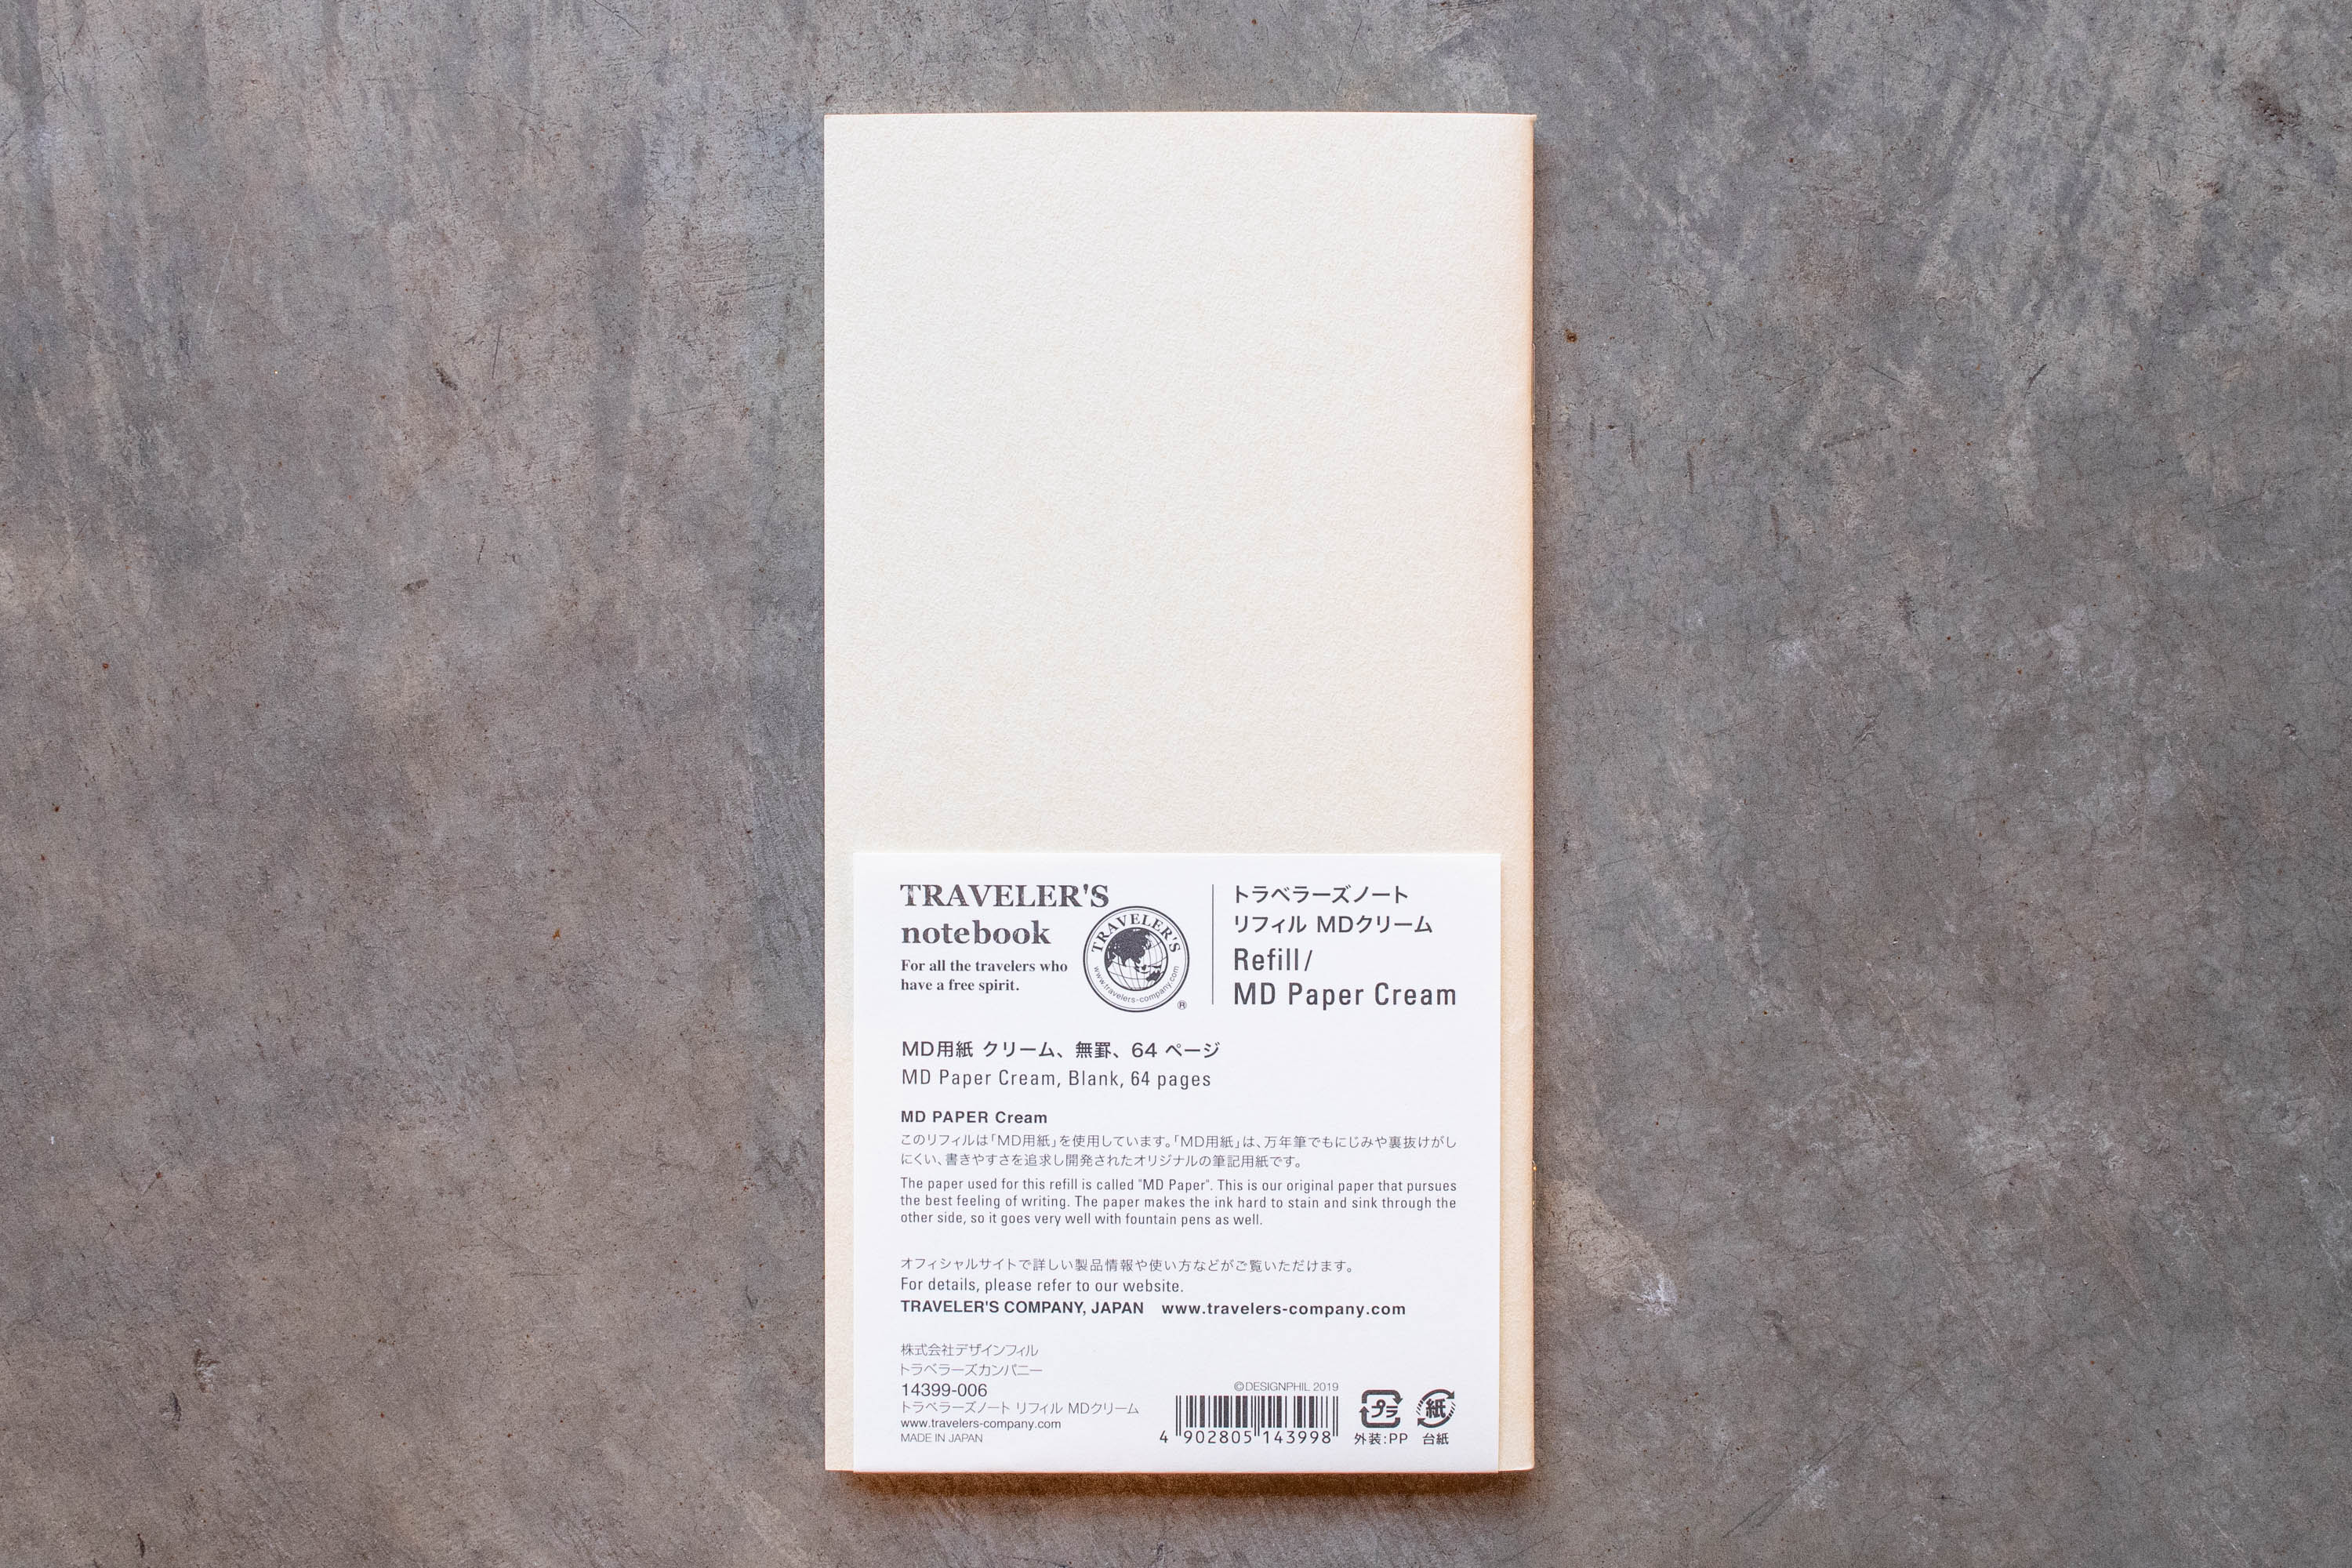 TRAVELER'S
notebook
For all the travelers who
have a free spirit.
TRAVELER'S
www.travelers-company.com
®
トラベラーズノート
リフィル MDクリーム
Refill/
MD Paper Cream
MD用紙 クリーム、無罫、64 ページ
MD Paper Cream, Blank, 64 pages
MD PAPER Cream
このリフィルは「MD用紙」を使用しています。「MD用紙」は、万年筆でもにじみや裏抜けがし
にくい、書きやすさを追求し開発されたオリジナルの筆記用紙です。
The paper used for this refill is called "MD Paper". This is our original paper that pursues
the best feeling of writing. The paper makes the ink hard to stain and sink through the
other side, so it goes very well with fountain pens as well.
オフィシャルサイトで詳しい製品情報や使い方などがご覧いただけます。
For details, please refer to our website.
TRAVELER'S COMPANY, JAPAN www.travelers-company.com
株式会社デザインフィル
トラベラーズカンパニー
14399-006
トラベラーズノート リフィル MDクリーム
www.travelers-company.com
MADE IN JAPAN
©DESIGNPHIL 2019
4 902805 143998
プラ
外装:PP
紙
台紙